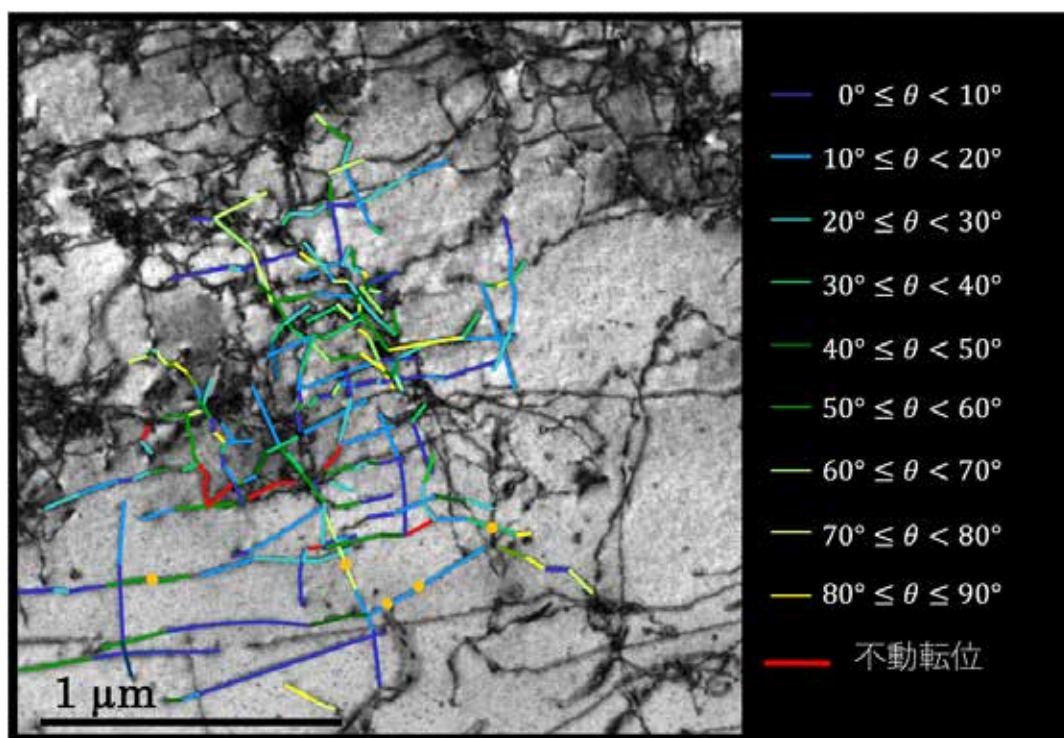 0° ≤ θ < 10°
10° ≤ θ < 20°
20° ≤ θ < 30°
30° ≤ θ < 40°
40° ≤ θ < 50°
50° ≤ θ < 60°
60° ≤ θ < 70°
70° ≤ θ < 80°
80° ≤ θ ≤ 90°
不動転位
1 μm